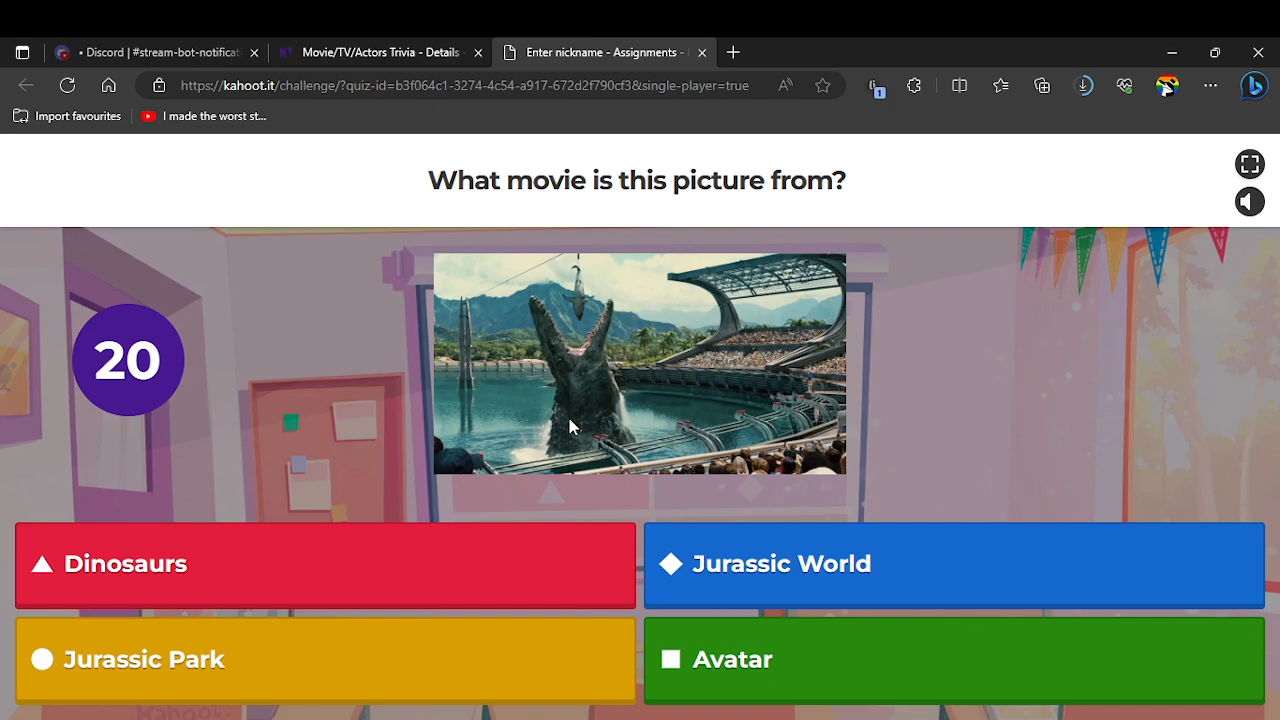 • Discord | #stream-bot-notificat
Movie/TV/Actors Trivia - Details
Enter nickname - Assignments -
https://kahoot.it/challenge/?quiz-id=b3f064c1-3274-4c54-a917-672d2f790cf3&single-player=true
1
Import favourites
I made the worst st...
What movie is this picture from?
20
Dinosaurs
Jurassic World
Jurassic Park
Avatar
Kahoot